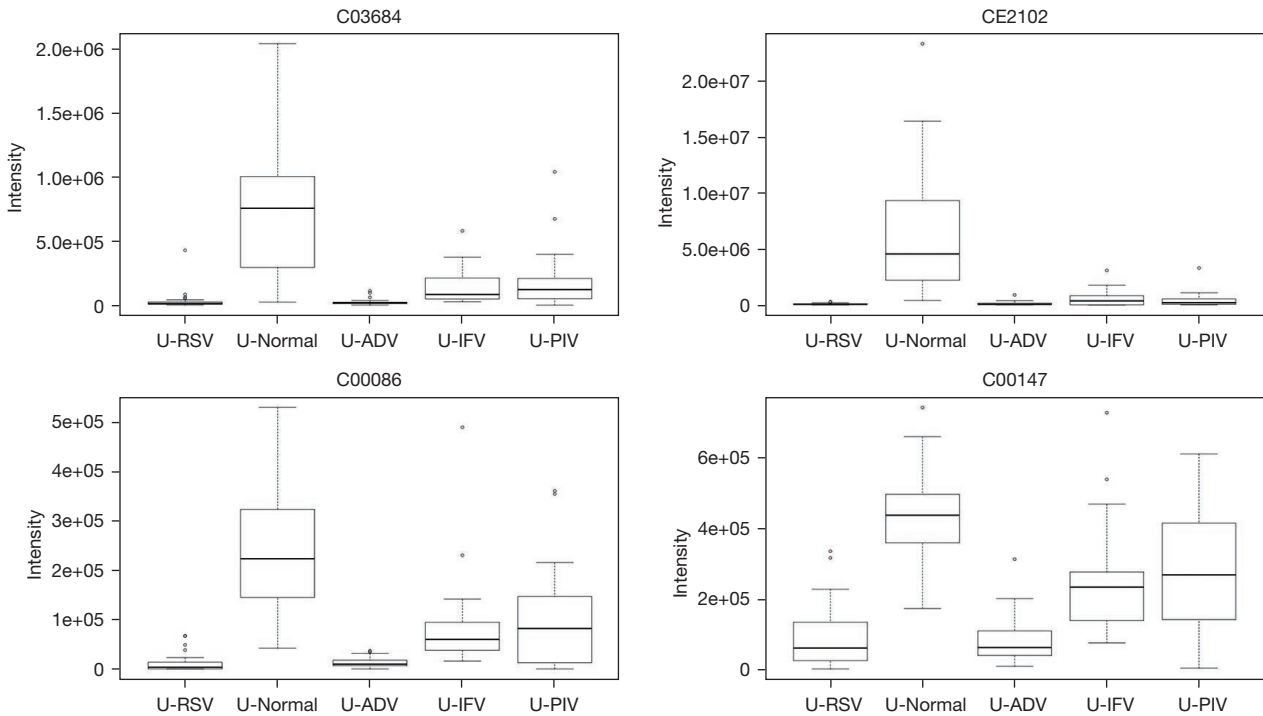 C03684
2.0e+06
1.5e+06
1.0e+06
5.0e+05
0
Intensity
U-RSV U-Normal U-ADV U-IFV U-PIV
CE2102
2.0e+07
1.5e+07
1.0e+07
5.0e+06
0
Intensity
U-RSV U-Normal U-ADV U-IFV U-PIV
C00086
5e+05
4e+05
3e+05
2e+05
1e+05
0
Intensity
U-RSV U-Normal U-ADV U-IFV U-PIV
C00147
6e+05
4e+05
2e+05
0
Intensity
U-RSV U-Normal U-ADV U-IFV U-PIV